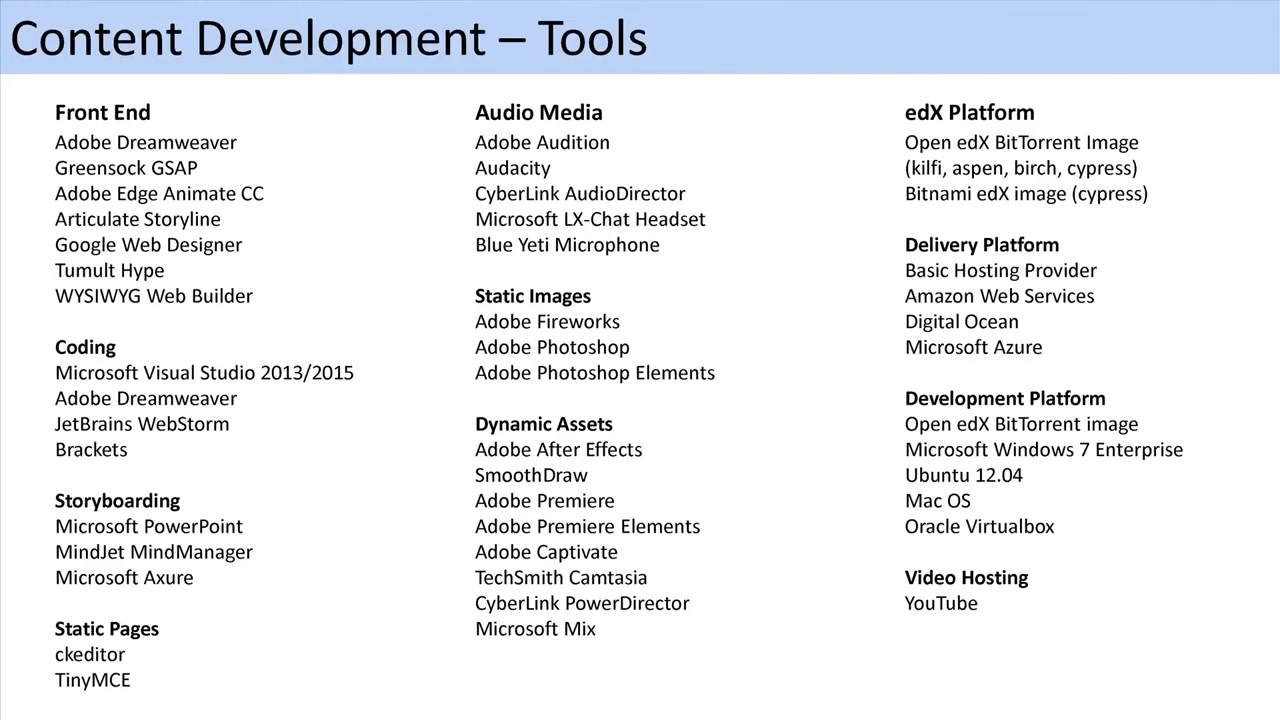 Content Development – Tools
Front End
Adobe Dreamweaver
Greensock GSAP
Adobe Edge Animate CC
Articulate Storyline
Google Web Designer
Tumult Hype
WYSIWYG Web Builder
Coding
Microsoft Visual Studio 2013/2015
Adobe Dreamweaver
JetBrains WebStorm
Brackets
Storyboarding
Microsoft PowerPoint
MindJet MindManager
Microsoft Axure
Static Pages
ckeditor
TinyMCE
Audio Media
Adobe Audition
Audacity
CyberLink AudioDirector
Microsoft LX-Chat Headset
Blue Yeti Microphone
Static Images
Adobe Fireworks
Adobe Photoshop
Adobe Photoshop Elements
Dynamic Assets
Adobe After Effects
SmoothDraw
Adobe Premiere
Adobe Premiere Elements
Adobe Captivate
TechSmith Camtasia
CyberLink PowerDirector
Microsoft Mix
edX Platform
Open edX BitTorrent Image
(kilfi, aspen, birch, cypress)
Bitnami edX image (cypress)
Delivery Platform
Basic Hosting Provider
Amazon Web Services
Digital Ocean
Microsoft Azure
Development Platform
Open edX BitTorrent image
Microsoft Windows 7 Enterprise
Ubuntu 12.04
Mac OS
Oracle Virtualbox
Video Hosting
YouTube